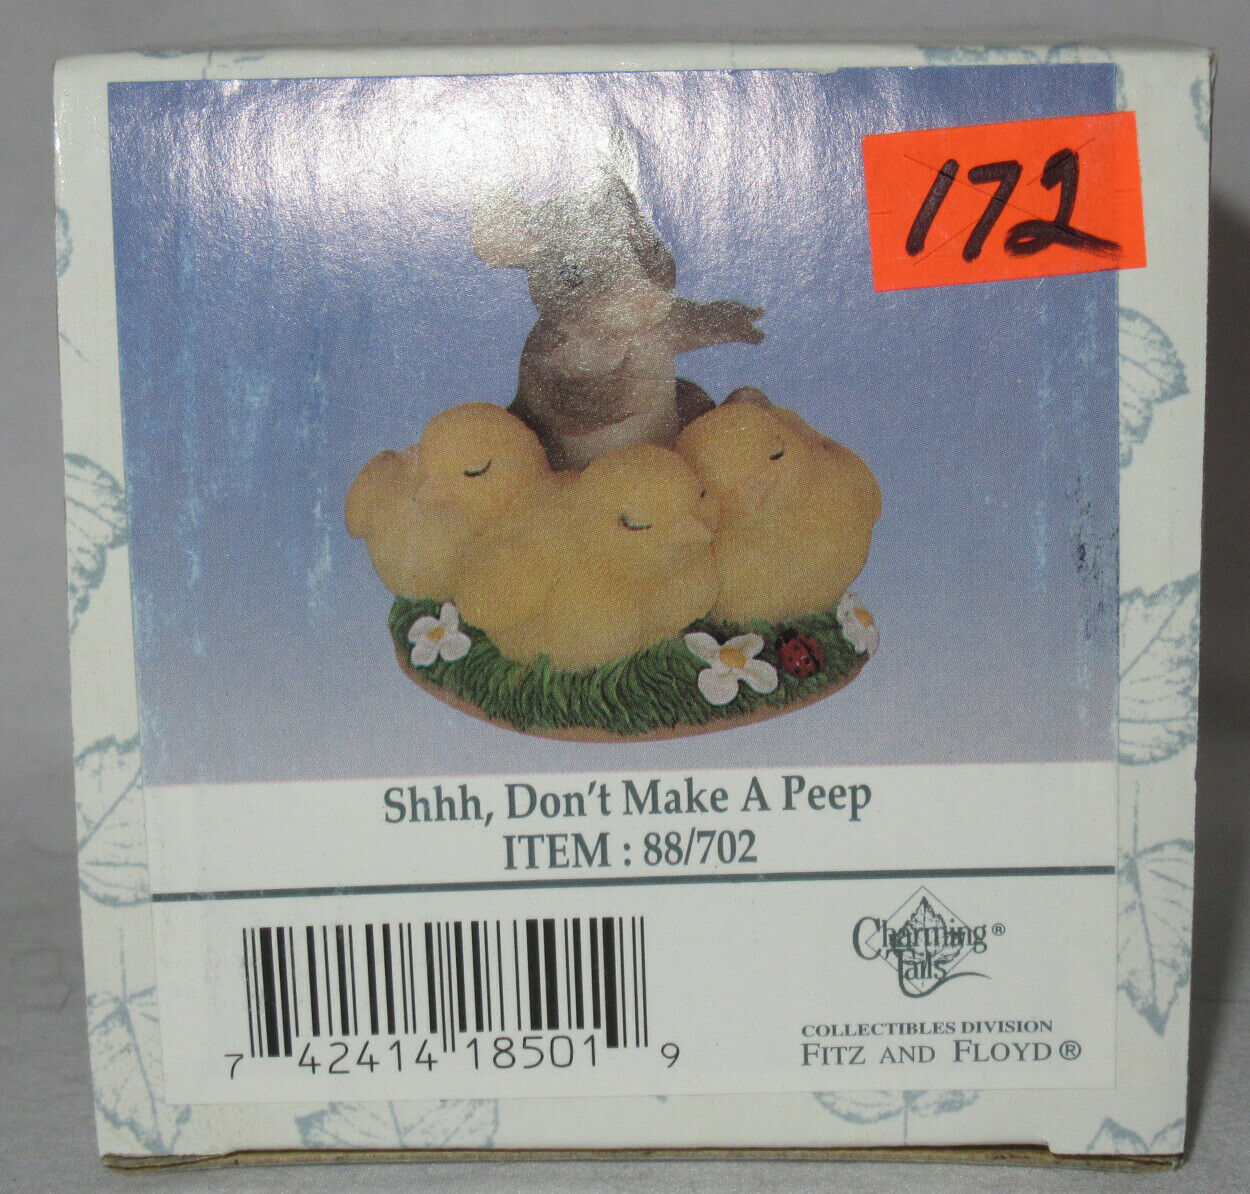 172
Shhh, Don't Make A Peep
ITEM : 88/702
Charming®
Tails
COLLECTIBLES DIVISION
FITZ AND FLOYD®
7 42414 18501 9